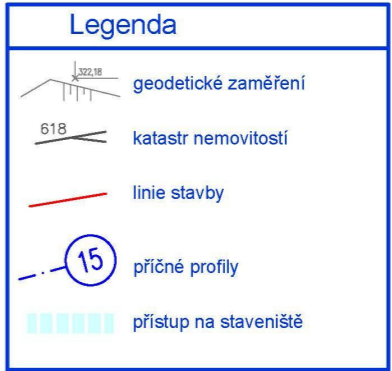 Legenda
322,18
geodetické zaměření
618
katastr nemovitostí
linie stavby
15
příčné profily
přístup na staveniště